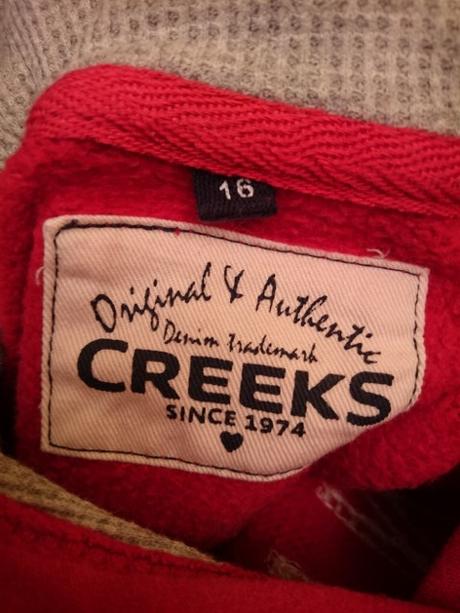 16
Original & Authentic
Denim trademark
CREEKS
SINCE 1974